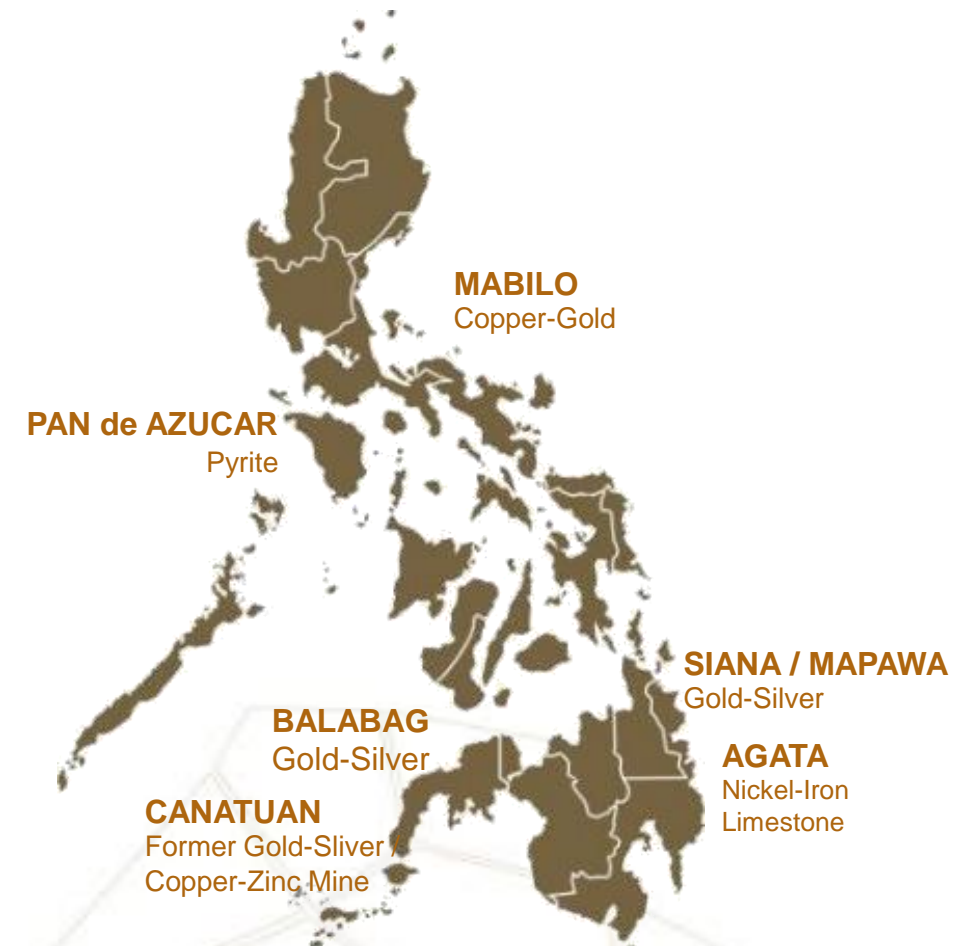 MABILO
Copper-Gold
PAN de AZUCAR
Pyrite
SIANA / MAPAWA
Gold-Silver
BALABAG
Gold-Silver
AGATA
Nickel-Iron
Limestone
CANATUAN
Former Gold-Sliver /
Copper-Zinc Mine